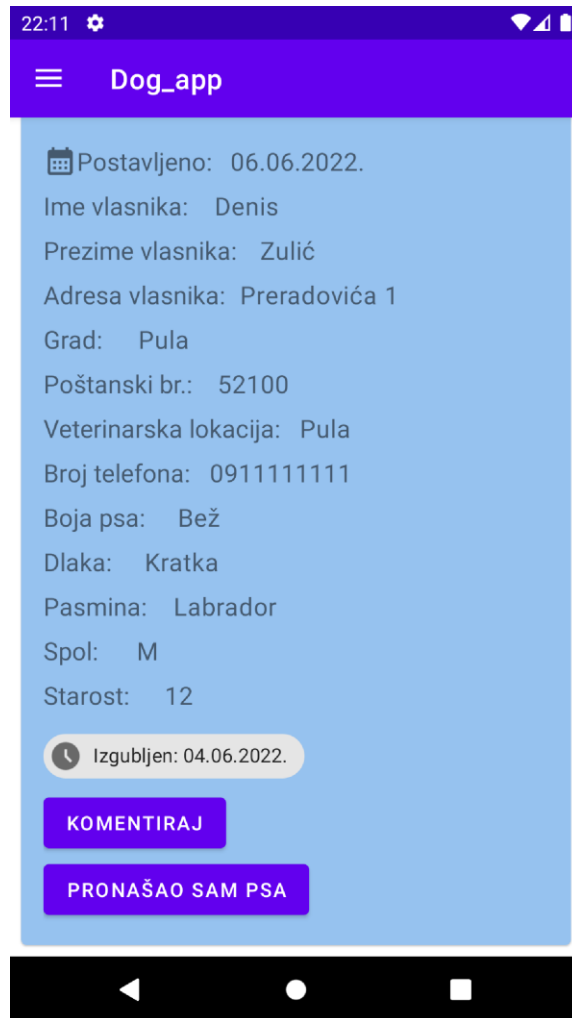 22:11
Dog_app
Postavljeno: 06.06.2022.
Ime vlasnika: Denis
Prezime vlasnika: Zulić
Adresa vlasnika: Preradovića 1
Grad: Pula
Poštanski br.: 52100
Veterinarska lokacija: Pula
Broj telefona: 0911111111
Boja psa: Bež
Dlaka: Kratka
Pasmina: Labrador
Spol: M
Starost: 12
Izgubljen: 04.06.2022.
KOMENTIRAJ
PRONAŠAO SAM PSA